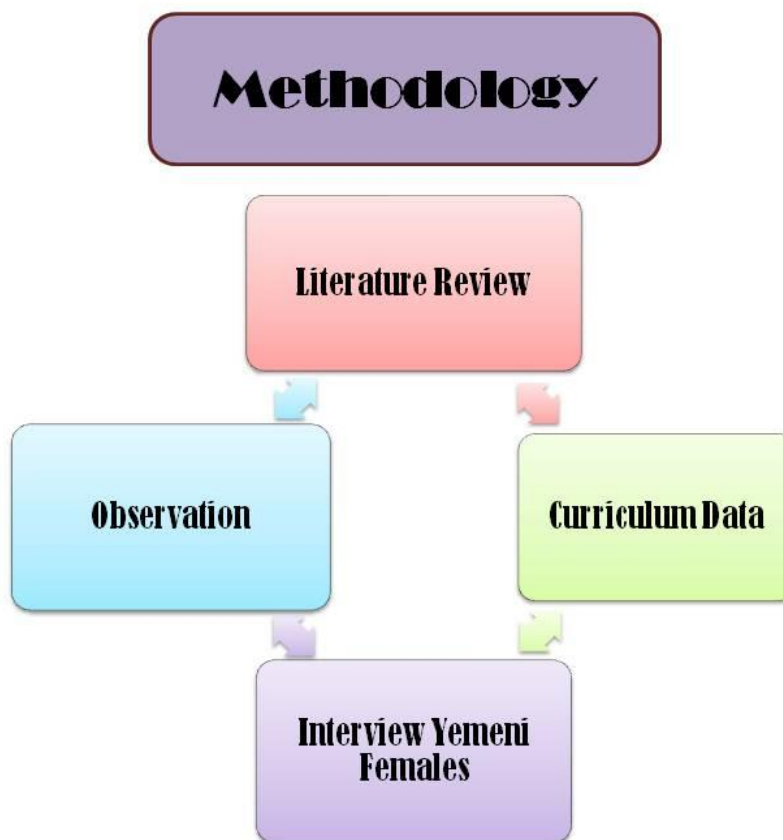 Methodology
Literature Review
Observation
Curriculum Data
Interview Yemeni
Females